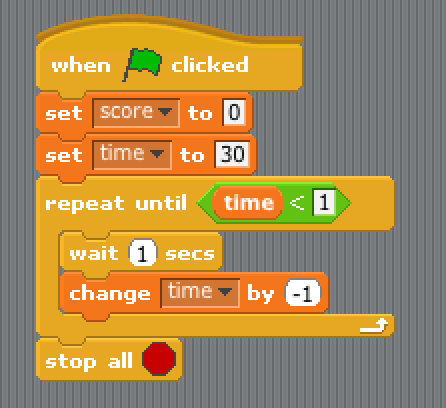 when clicked
set score to 0
set time to 30
repeat until time < 1
wait 1 secs
change time by -1
stop all